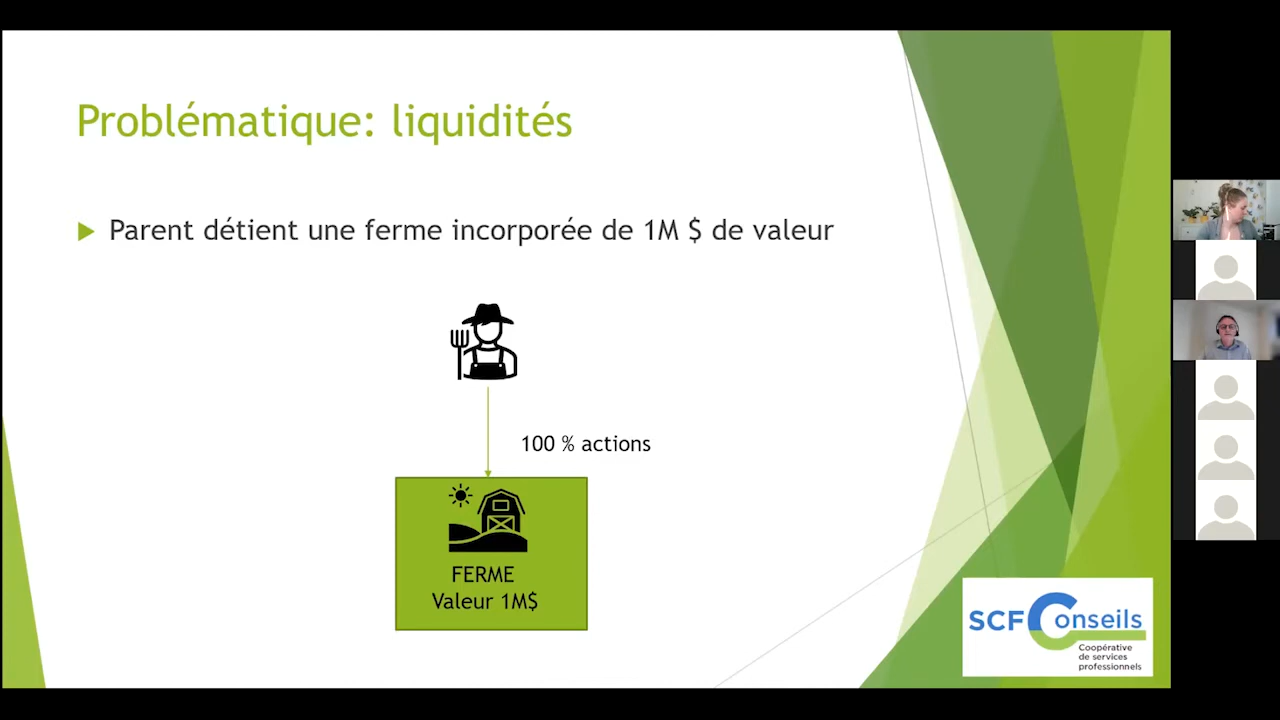 Problématique: liquidités
Parent détient une ferme incorporée de 1M $ de valeur
100 % actions
FERME
Valeur 1M$
SCF Conseils
Coopérative
de services
professionnels